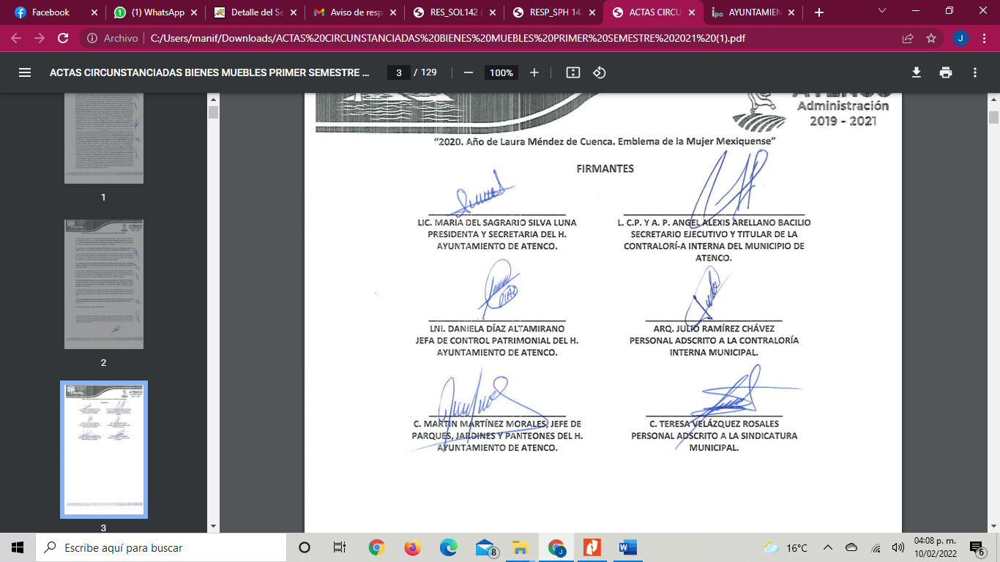 Facebook
(1) WhatsApp
Detalle del Se
Aviso de resp
RES_SOL142 (
RESP_SPH 142
ACTAS CIRCU
ipo AYUNTAMIEN
Archivo C:/Users/manif/Downloads/ACTAS%20CIRCUNSTANCIADAS%20BIENES%20MUEBLES%20PRIMER%20SEMESTRE%202021%20(1).pdf
J
ACTAS CIRCUNSTANCIADAS BIENES MUEBLES PRIMER SEMESTRE ...
3 / 129
100%
1
2
3
ATENCO
Administración
2019 - 2021
"2020. Año de Laura Méndez de Cuenca. Emblema de la Mujer Mexiquense"
FIRMANTES
LIC. MARIA DEL SAGRARIO SILVA LUNA
PRESIDENTA Y SECRETARIA DEL H.
AYUNTAMIENTO DE ATENCO.
L. C.P. Y A. P. ANGEL ALEXIS ARELLANO BACILIO
SECRETARIO EJECUTIVO Y TITULAR DE LA
CONTRALORÍ-A INTERNA DEL MUNICIPIO DE
ATENCO.
DIAZ
LNI. DANIELA DÍAZ ALTAMIRANO
JEFA DE CONTROL PATRIMONIAL DEL H.
AYUNTAMIENTO DE ATENCO.
ARQ. JULIO RAMÍREZ CHÁVEZ
PERSONAL ADSCRITO A LA CONTRALORÍA
INTERNA MUNICIPAL.
C. MARTIN MARTÍNEZ MORALES, JEFE DE
PARQUES, JARDINES Y PANTEONES DEL H.
AYUNTAMIENTO DE ATENCO.
C. TERESA VELÁZQUEZ ROSALES
PERSONAL ADSCRITO A LA SINDICATURA
MUNICIPAL.
Escribe aquí para buscar
8
J
16°C
04:08 p. m.
10/02/2022
6